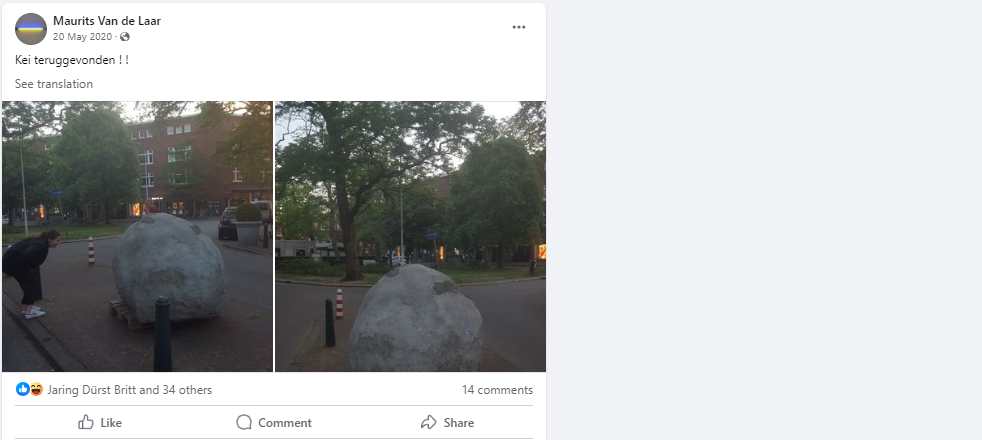 Maurits Van de Laar
20 May 2020 ·
Kei teruggevonden ! !
See translation
Jaring Dürst Britt and 34 others
14 comments
Like
Comment
Share